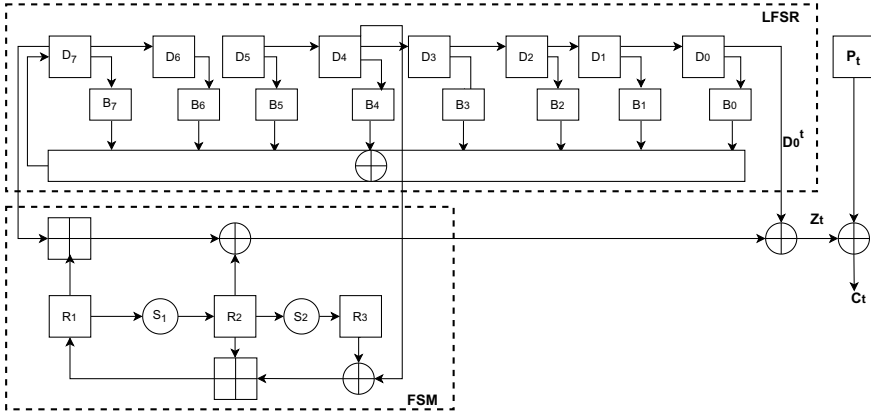 LFSR
D7 D6 D5 D4 D3 D2 D1 D0 Pt
B7 B6 B5 B4 B3 B2 B1 B0
D0t
Zt
R1 S1 R2 S2 R3
Ct
FSM